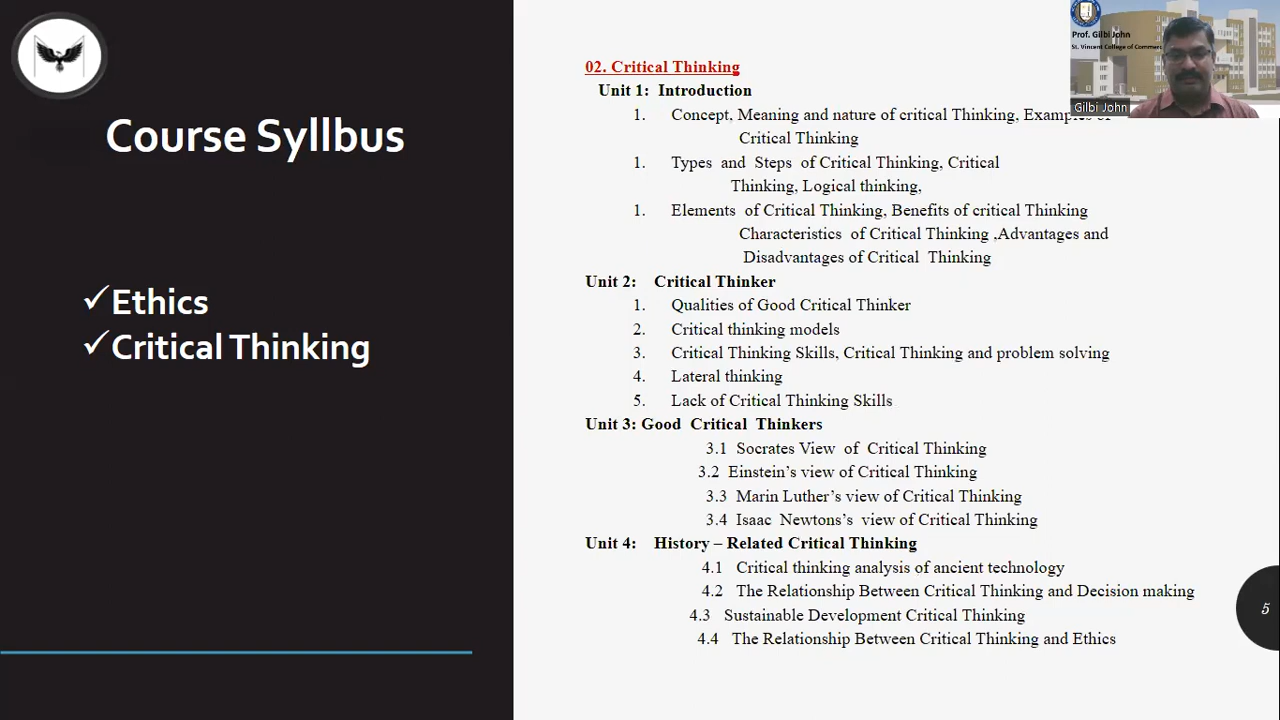 Course Syllbus
✓Ethics
✓Critical Thinking
02. Critical Thinking
Unit 1: Introduction
1. Concept, Meaning and nature of critical Thinking, Examples of
Critical Thinking
1. Types and Steps of Critical Thinking, Critical
Thinking, Logical thinking,
1. Elements of Critical Thinking, Benefits of critical Thinking
Characteristics of Critical Thinking ,Advantages and
Disadvantages of Critical Thinking
Unit 2: Critical Thinker
1. Qualities of Good Critical Thinker
2. Critical thinking models
3. Critical Thinking Skills, Critical Thinking and problem solving
4. Lateral thinking
5. Lack of Critical Thinking Skills
Unit 3: Good Critical Thinkers
3.1 Socrates View of Critical Thinking
3.2 Einstein’s view of Critical Thinking
3.3 Marin Luther’s view of Critical Thinking
3.4 Isaac Newtons’s view of Critical Thinking
Unit 4: History – Related Critical Thinking
4.1 Critical thinking analysis of ancient technology
4.2 The Relationship Between Critical Thinking and Decision making
4.3 Sustainable Development Critical Thinking
4.4 The Relationship Between Critical Thinking and Ethics
5
Prof. Gilbi John
St. Vincent College of Commerc
Gilbi John